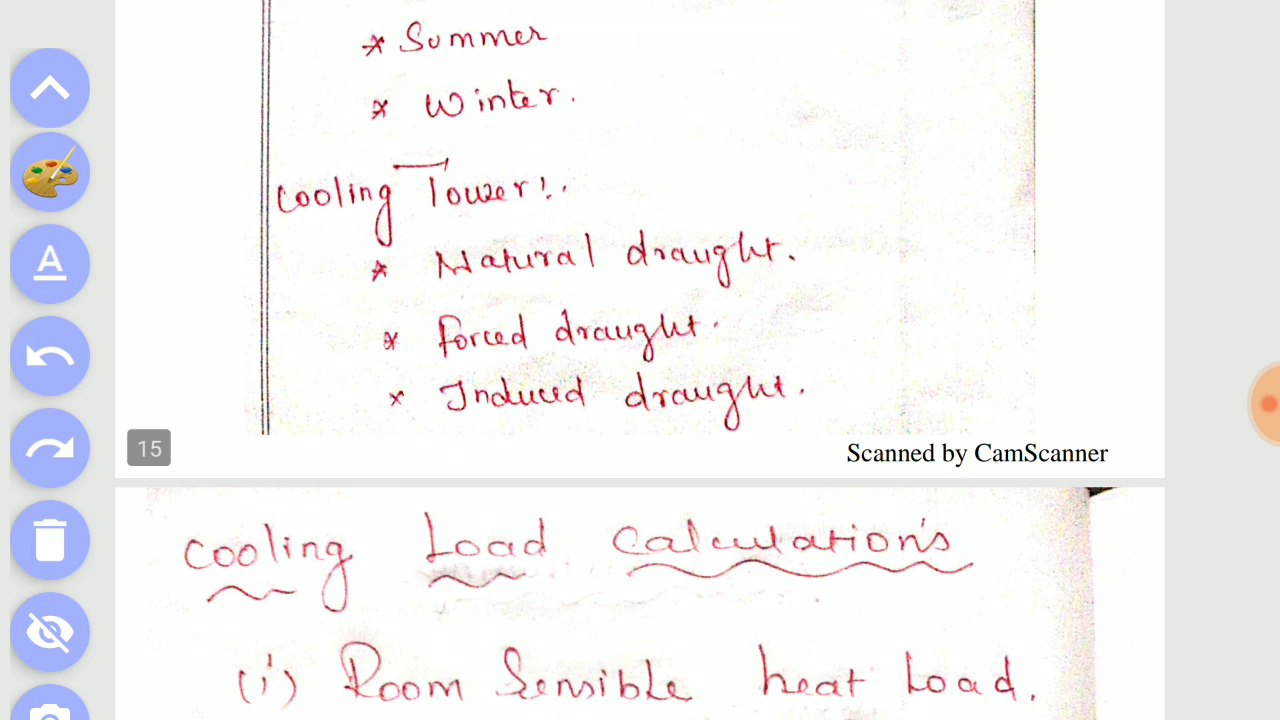 * Summer
* Winter.
Cooling Tower:.
* Natural draught.
* Forced draught.
* Induced draught.
15
Scanned by CamScanner
Cooling Load Calculations
(i) Room Sensible heat Load.
A